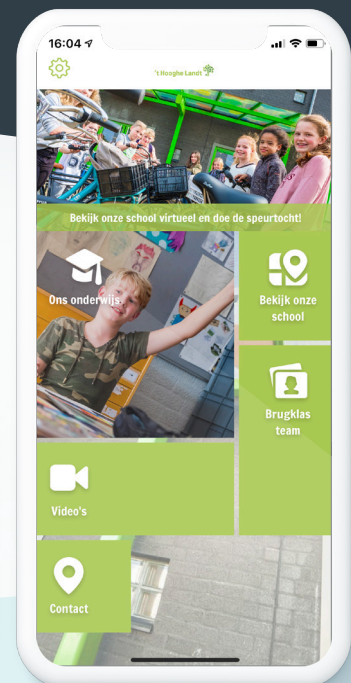 16:04
't Hooghe Landt
Bekijk onze school virtueel en doe de speurtocht!
Ons onderwijs
Bekijk onze
school
Brugklas
team
Video's
Contact